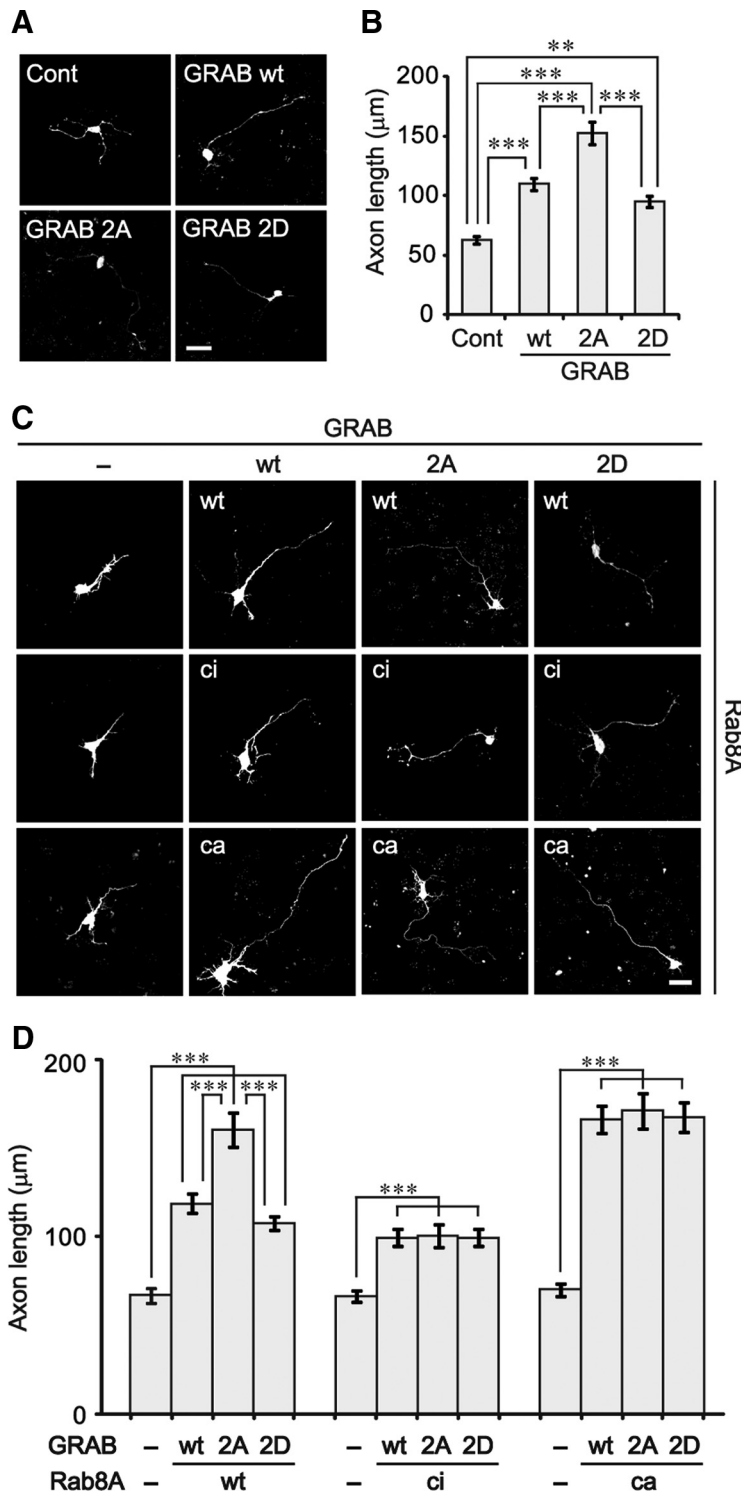 A
Cont
GRAB wt
GRAB 2A
GRAB 2D
B
**
***
*** ***
***
Axon length (μm)
200
150
100
50
0
Cont wt 2A 2D
GRAB
C
GRAB
– wt 2A 2D
wt wt wt
ci ci ci
ca ca ca
Rab8A
D
***
*** ***
***
***
Axon length (μm)
200
100
0
GRAB – wt 2A 2D – wt 2A 2D – wt 2A 2D
Rab8A – wt – ci – ca